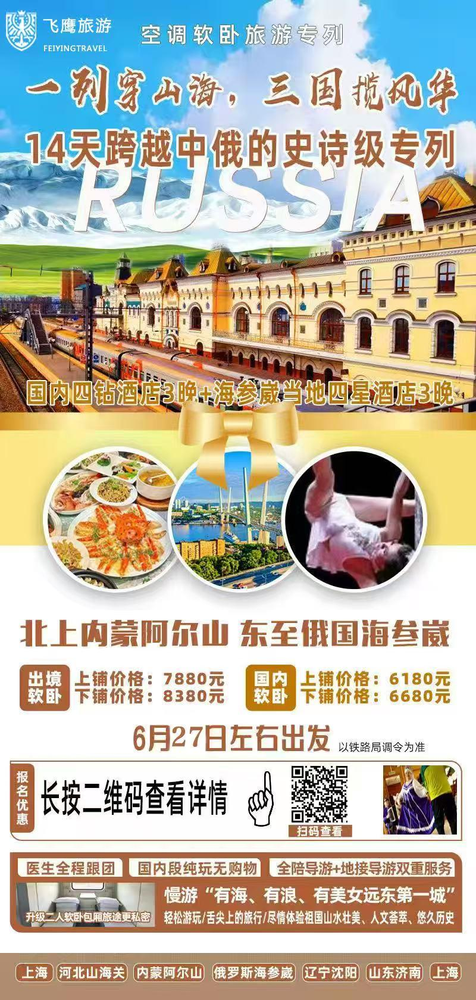 飞鹰旅游
FEIYINGTRAVEL
空调软卧旅游专列
一列穿山海，三国揽风华
14天跨越中俄的史诗级专列
RUSSIA
国内四钻酒店3晚+海参崴当地四星酒店3晚
北上内蒙阿尔山 东至俄国海参崴
出境软卧
上铺价格：7880元
下铺价格：8380元
国内软卧
上铺价格：6180元
下铺价格：6680元
6月27日左右出发 以铁路局调令为准
报名优惠
长按二维码查看详情
扫码查看
医生全程跟团 国内段纯玩无购物 全陪导游+地接导游双重服务
升级二人软卧包厢旅途更私密
慢游“有海、有浪、有美女远东第一城”
轻松游玩/舌尖上的旅行/尽情体验祖国山水壮美、人文荟萃、悠久历史
上海 河北山海关 内蒙阿尔山 俄罗斯海参崴 辽宁沈阳 山东济南 上海